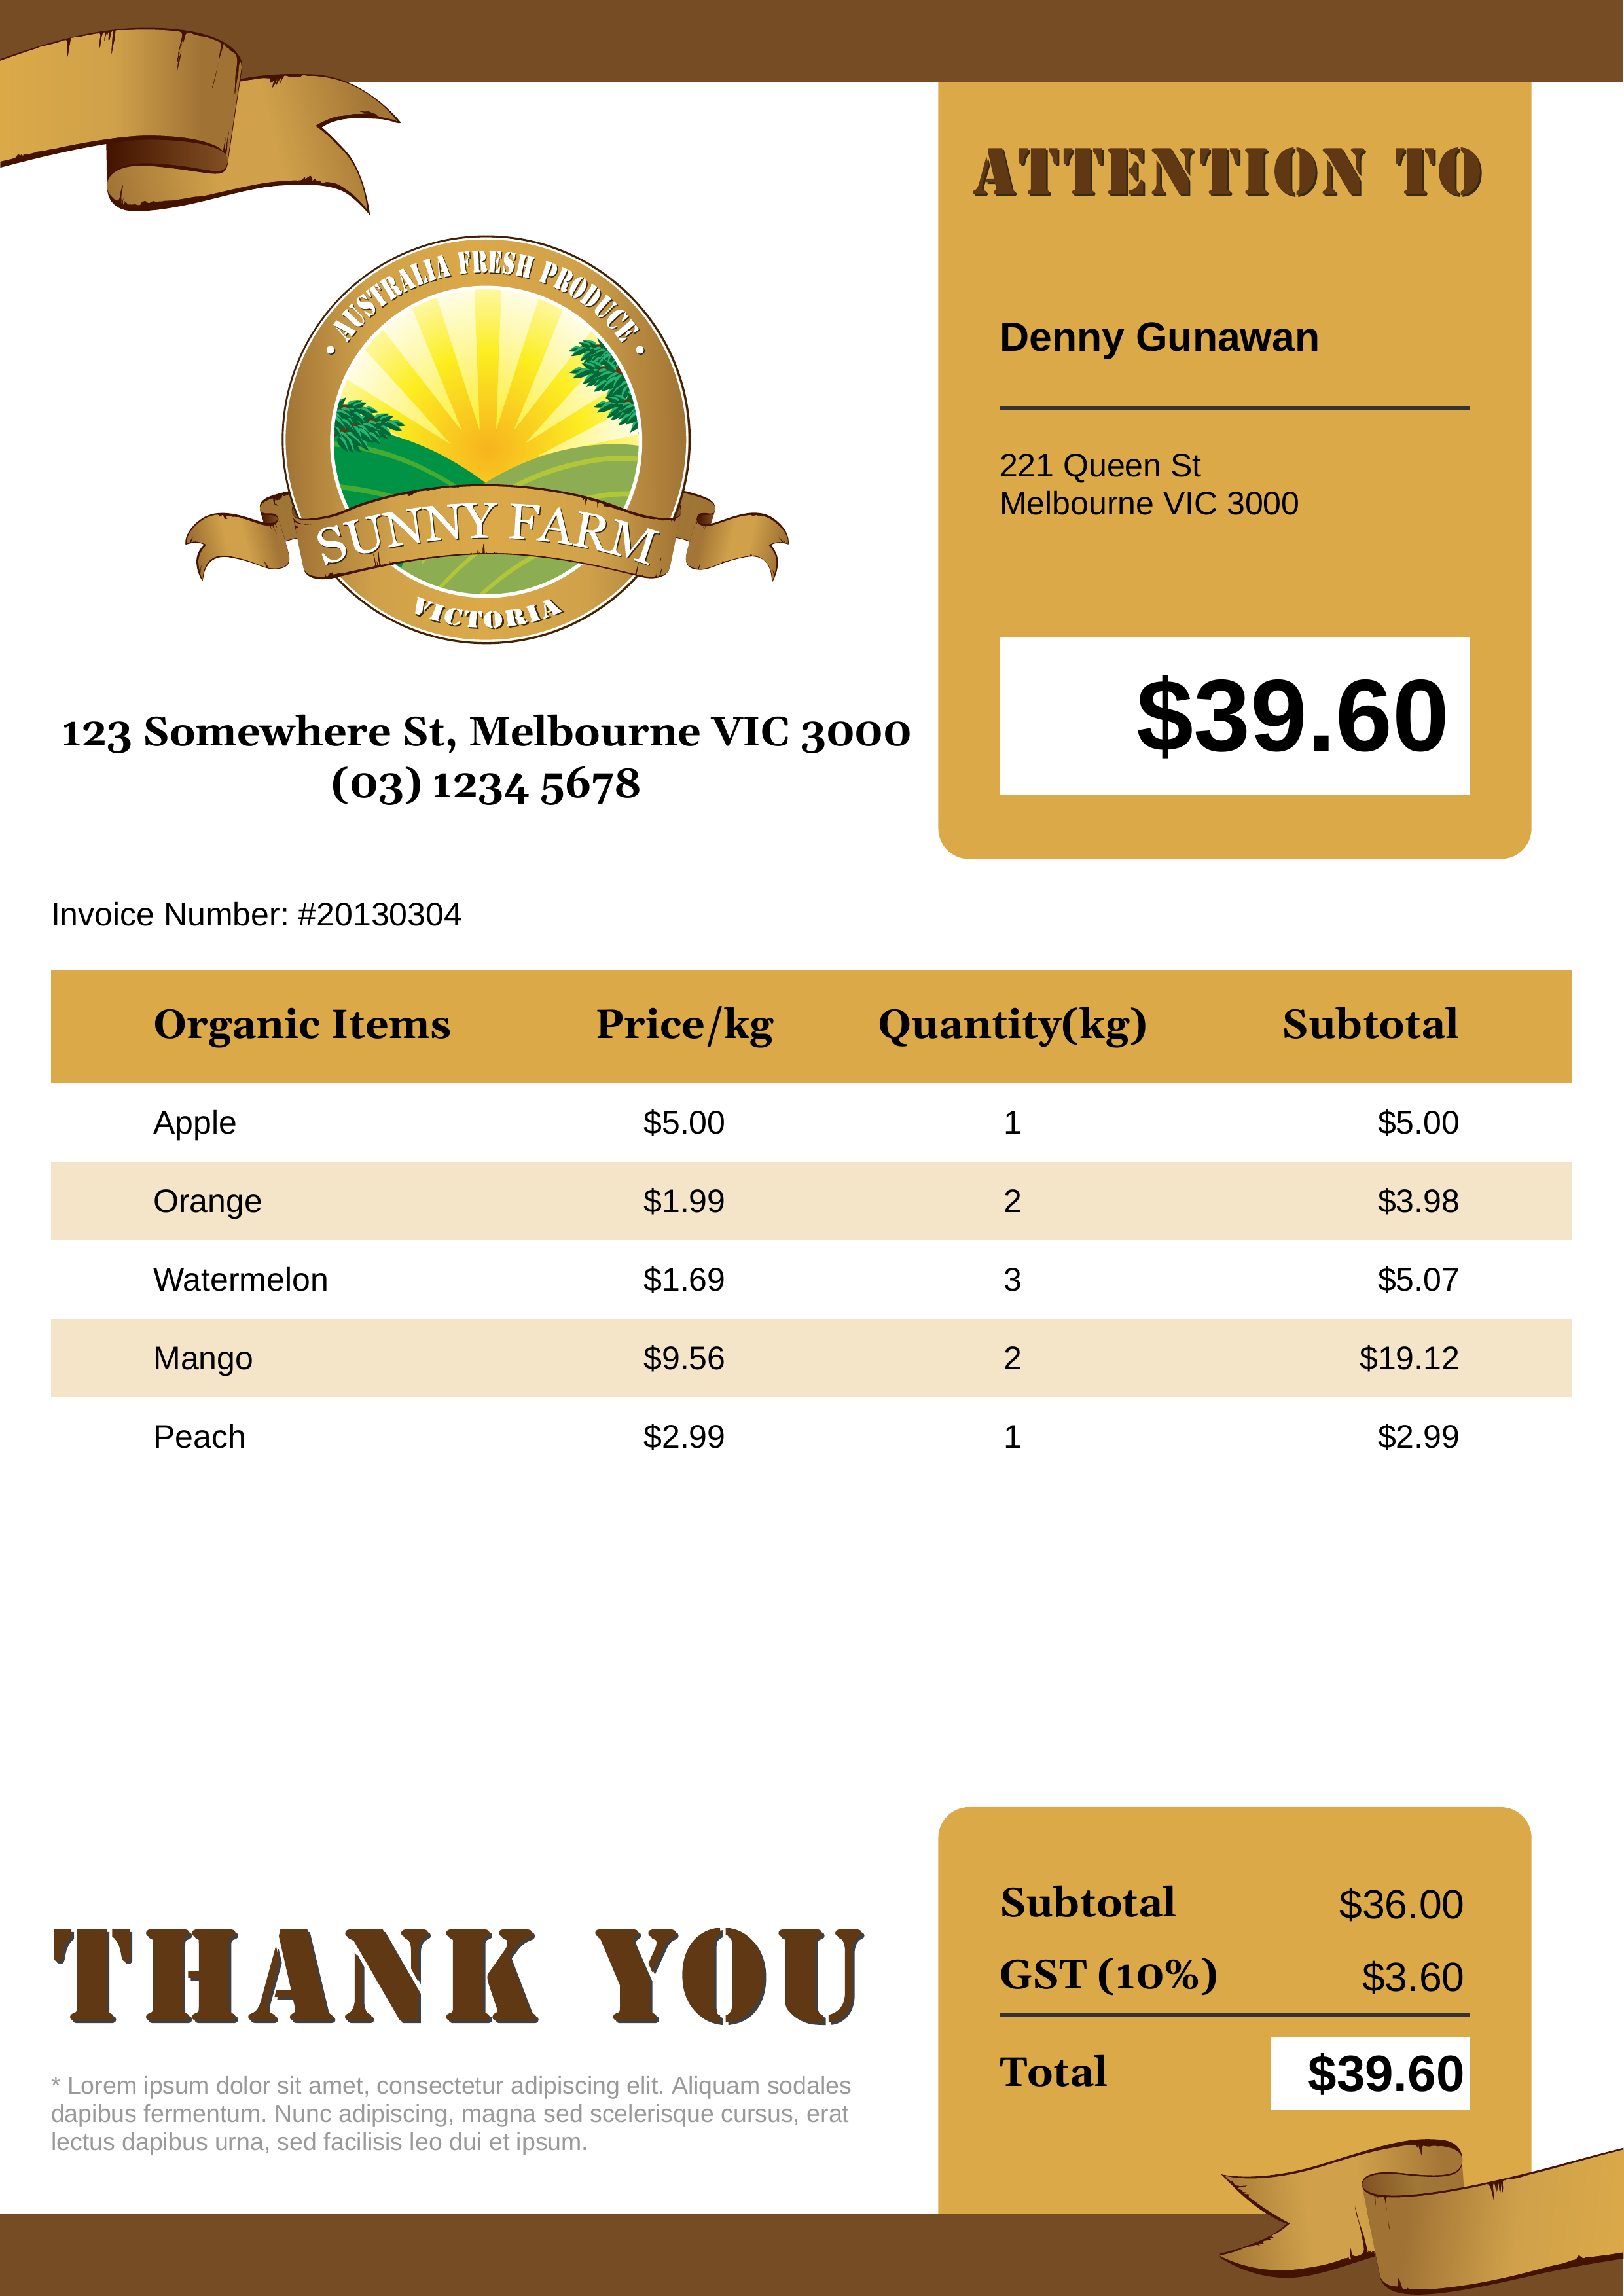 ATTENTION TO
• AUSTRALIA FRESH PRODUCE •
SUNNY FARM
VICTORIA
Denny Gunawan
221 Queen St
Melbourne VIC 3000
$39.60
123 Somewhere St, Melbourne VIC 3000
(03) 1234 5678
Invoice Number: #20130304
Organic Items Price/kg Quantity(kg) Subtotal
Apple $5.00 1 $5.00
Orange $1.99 2 $3.98
Watermelon $1.69 3 $5.07
Mango $9.56 2 $19.12
Peach $2.99 1 $2.99
Subtotal $36.00
GST (10%) $3.60
Total $39.60
THANK YOU
* Lorem ipsum dolor sit amet, consectetur adipiscing elit. Aliquam sodales
dapibus fermentum. Nunc adipiscing, magna sed scelerisque cursus, erat
lectus dapibus urna, sed facilisis leo dui et ipsum.